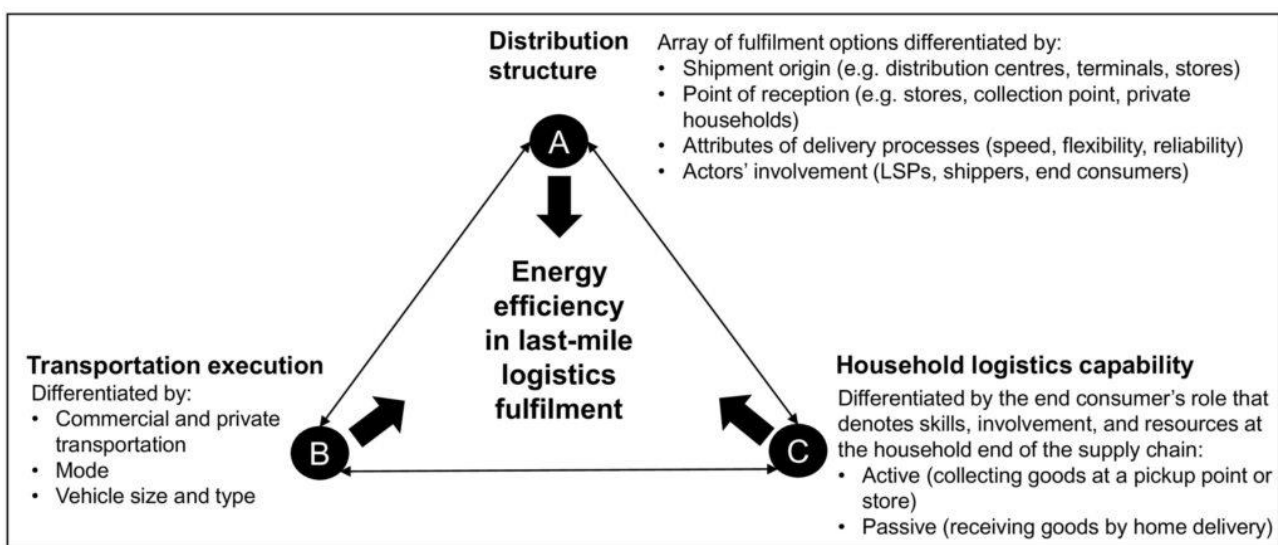 Distribution
structure
Array of fulfilment options differentiated by:
• Shipment origin (e.g. distribution centres, terminals, stores)
• Point of reception (e.g. stores, collection point, private
households)
• Attributes of delivery processes (speed, flexibility, reliability)
• Actors' involvement (LSPs, shippers, end consumers)
A
Energy
efficiency
in last-mile
logistics
fulfilment
Transportation execution
Differentiated by:
• Commercial and private
transportation
• Mode
• Vehicle size and type
B
C
Household logistics capability
Differentiated by the end consumer's role that
denotes skills, involvement, and resources at
the household end of the supply chain:
• Active (collecting goods at a pickup point or
store)
• Passive (receiving goods by home delivery)